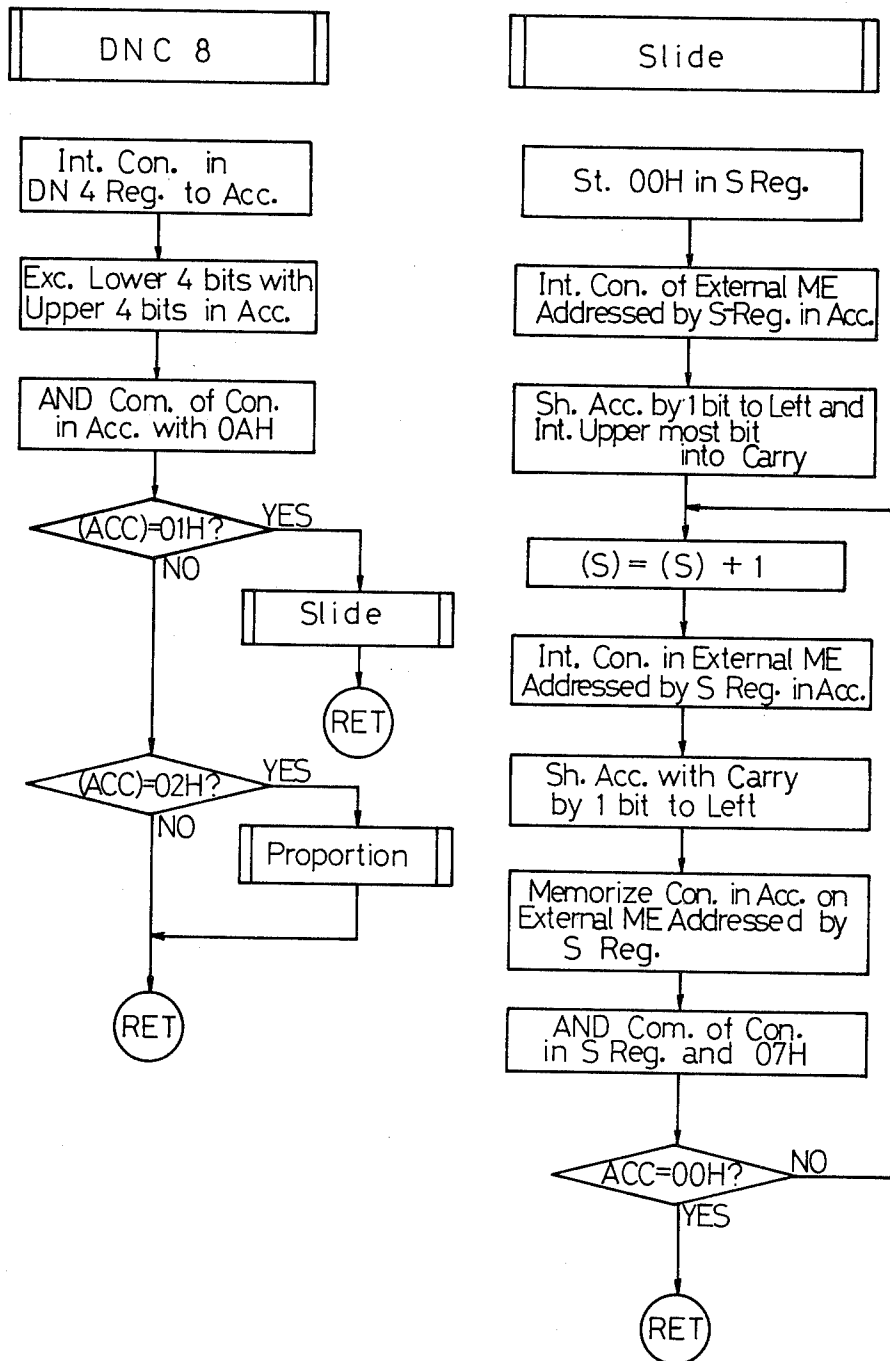 DNC 8
Int. Con. in
DN 4 Reg. to Acc.
Exc. Lower 4 bits with
Upper 4 bits in Acc.
AND Com. of Con.
in Acc. with 0AH
(ACC)=01H?
YES
NO
Slide
RET
(ACC)=02H?
YES
NO
Proportion
RET
Slide
St. 00H in S Reg.
Int. Con. of External ME
Addressed by S-Reg. in Acc.
Sh. Acc. by 1 bit to Left and
Int. Upper most bit
into Carry
(S) = (S) + 1
Int. Con. in External ME
Addressed by S Reg. in Acc.
Sh. Acc. with Carry
by 1 bit to Left
Memorize Con. in Acc. on
External ME Addressed by
S Reg.
AND Com. of Con.
in S Reg. and 07H
ACC=00H?
NO
YES
RET